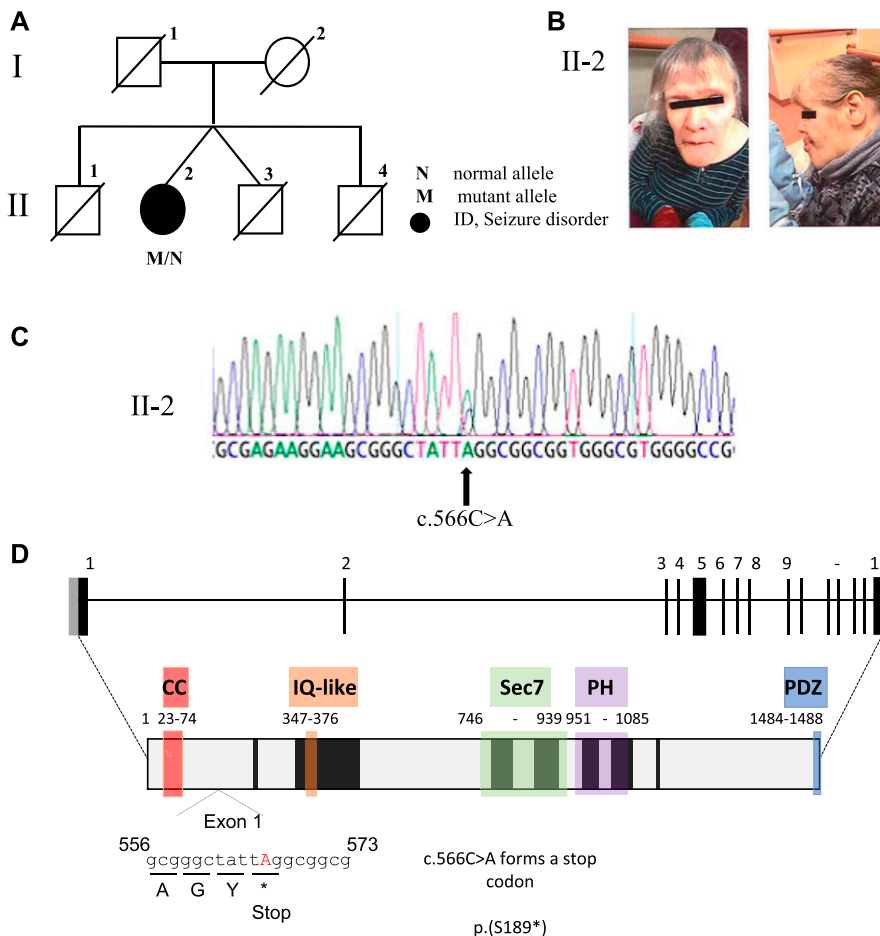 A
B
I
1
2
II-2
II
1
2
3
4
M/N
N normal allele
M mutant allele
ID, Seizure disorder
C
II-2
GCGAGAAGGAAGCGGGCTATTAGGCGGCGGTGGGCGTGGGGCCG
c.566C>A
D
1 2 3 4 5 6 7 8 9 - 1
CC IQ-like Sec7 PH PDZ
1 23-74 347-376 746 - 939 951 - 1085 1484-1488
Exon 1
556 573
gcgggctattAggcggcg
A G Y *
Stop
c.566C>A forms a stop
codon
p.(S189*)